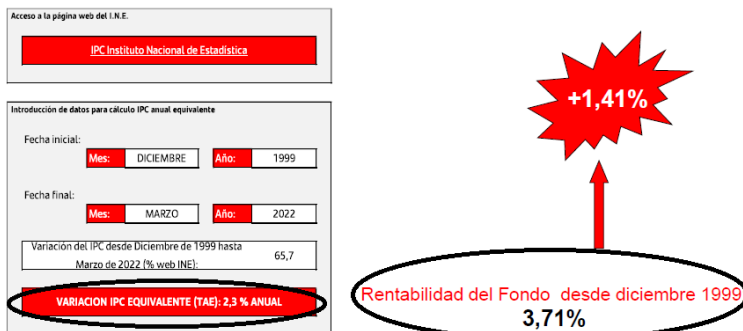 Acceso a la página web del I.N.E.
IPC Instituto Nacional de Estadística
Introducción de datos para cálculo IPC anual equivalente
Fecha inicial:
Mes: DICIEMBRE Año: 1999
Fecha final:
Mes: MARZO Año: 2022
Variación del IPC desde Diciembre de 1999 hasta
Marzo de 2022 (% web INE):
65,7
VARIACION IPC EQUIVALENTE (TAE): 2,3 % ANUAL
+1,41%
Rentabilidad del Fondo desde diciembre 1999
3,71%